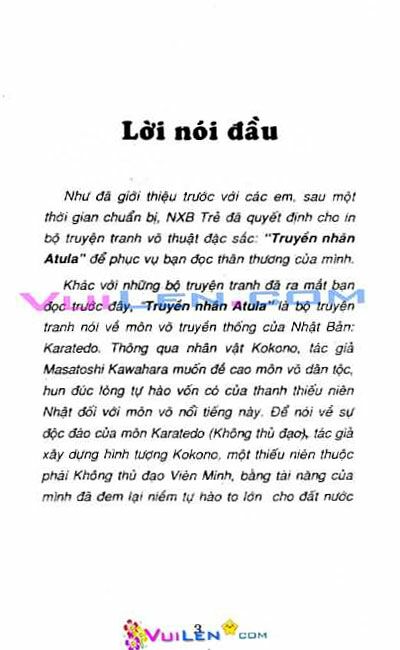 Lời nói đầu
Như đã giới thiệu trước với các em, sau một
thời gian chuẩn bị, NXB Trẻ đã quyết định cho in
bộ truyện tranh võ thuật đặc sắc: "Truyền nhân
Atula" để phục vụ bạn đọc thân thương của mình.
Khác với những bộ truyện tranh đã ra mắt bạn
VUILEN.COM
đọc trước đây, "Truyền nhân Atula" là bộ truyện
tranh nói về môn võ truyền thống của Nhật Bản:
Karatedo. Thông qua nhân vật Kokono, tác giả
Masatoshi Kawahara muốn đề cao môn võ dân tộc,
hun đúc lòng tự hào vốn có của thanh thiếu niên
Nhật đối với môn võ nổi tiếng này. Để nói về sự
độc đáo của môn Karatedo (Không thủ đạo), tác giả
xây dựng hình tượng Kokono, một thiếu niên thuộc
phái Không thủ đạo Viên Minh, bằng tài năng của
mình đã đem lại niềm tự hào to lớn cho đất nước
3
VUILEN.COM